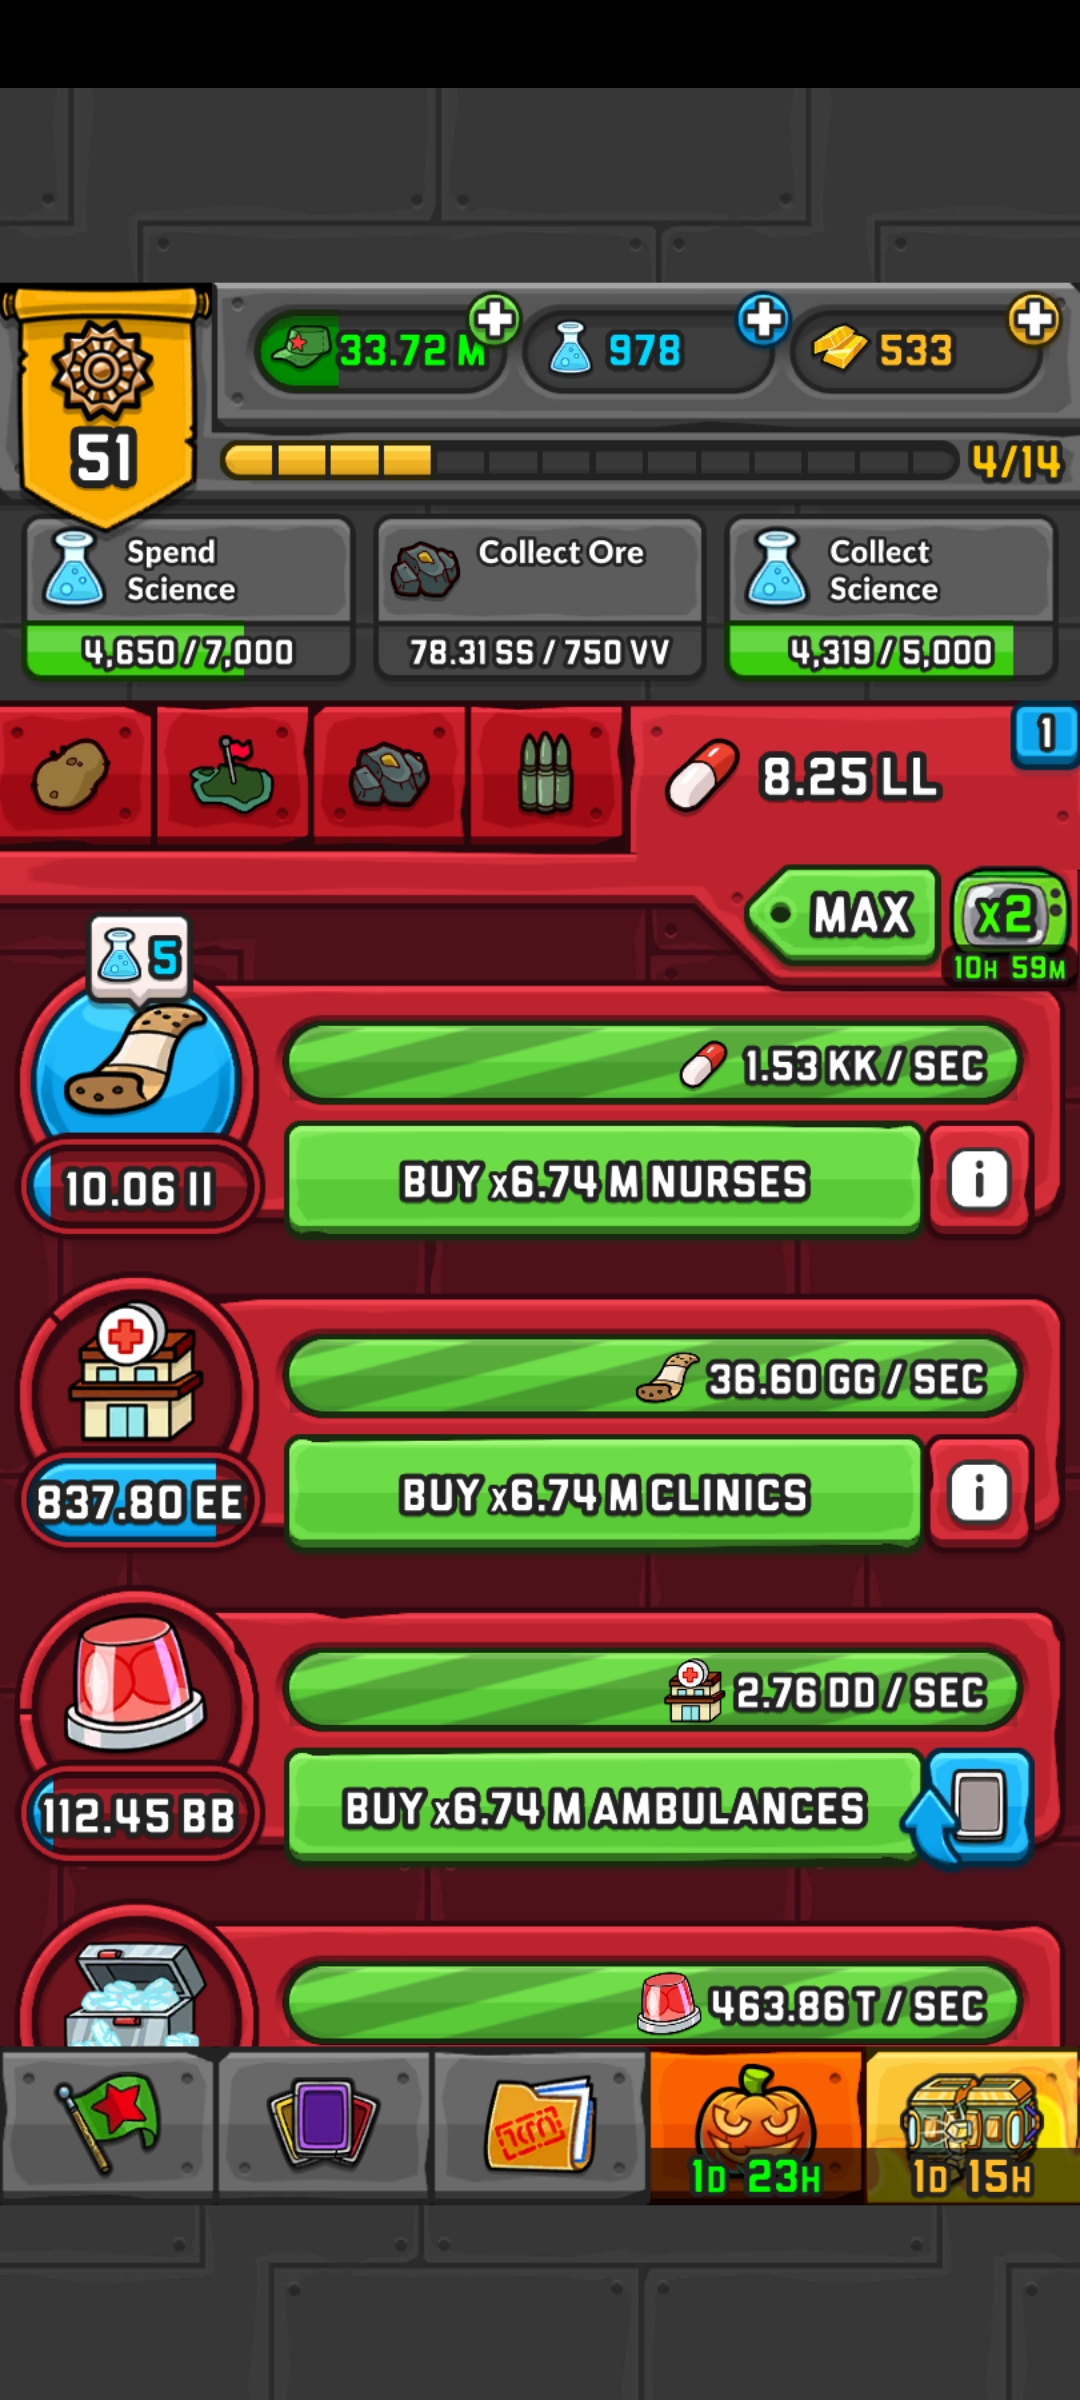 33.72 M
978
533
51
4/14
Spend
Science
4,650/7,000
Collect Ore
78.31 SS/750 VV
Collect
Science
4,319/5,000
8.25 LL
1
MAX
x2
10H 59M
5
1.53 KK/SEC
10.06 II
BUY x6.74 M NURSES
i
36.60 GG/SEC
837.80 EE
BUY x6.74 M CLINICS
i
2.76 DD/SEC
112.45 BB
BUY x6.74 M AMBULANCES
463.86 T/SEC
1D 23H
1D 15H